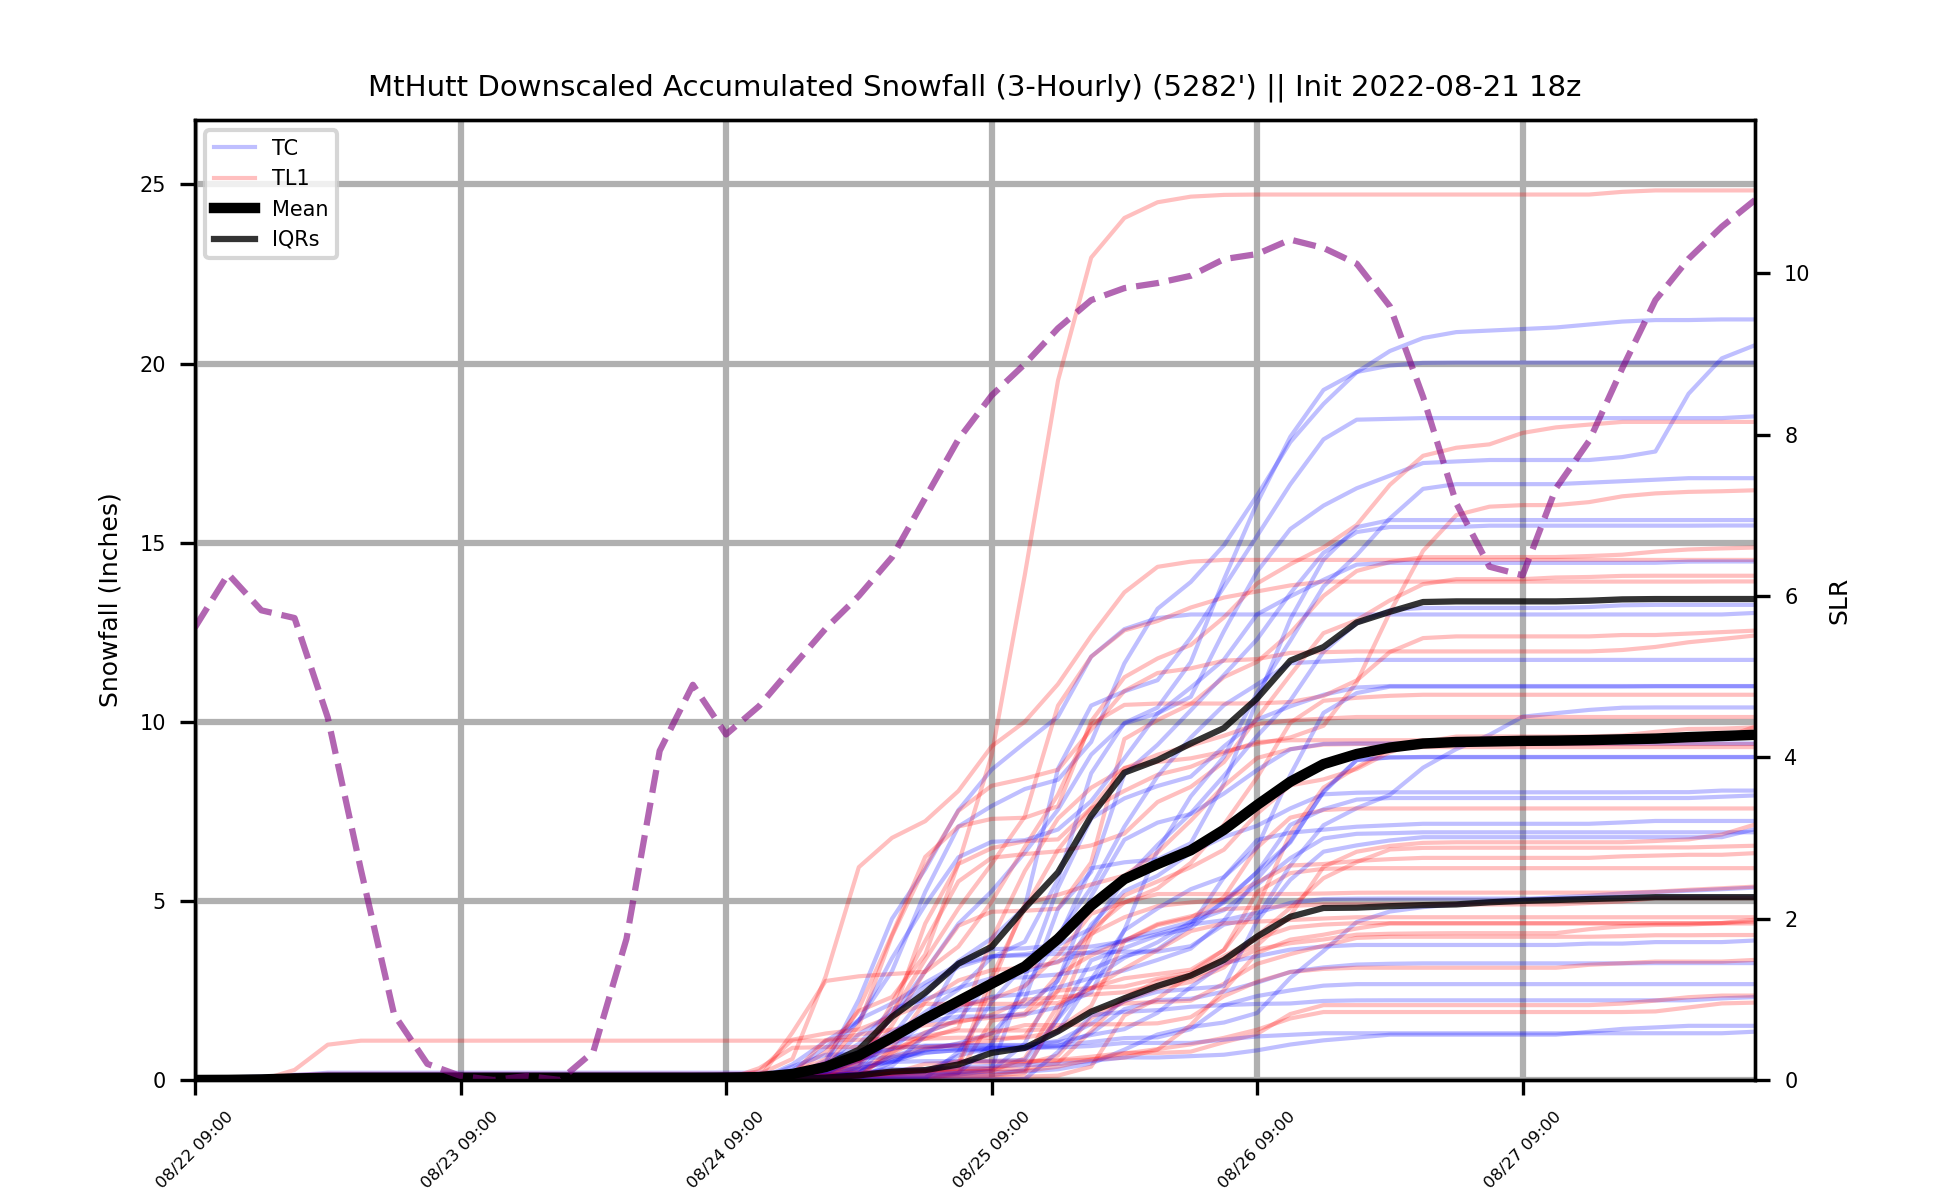 MtHutt Downscaled Accumulated Snowfall (3-Hourly) (5282') || Init 2022-08-21 18z
TC
TL1
Mean
IQRs
25
20
15
10
5
0
Snowfall (Inches)
10
8
6
4
2
0
SLR
08/22 09:00
08/23 09:00
08/24 09:00
08/25 09:00
08/26 09:00
08/27 09:00